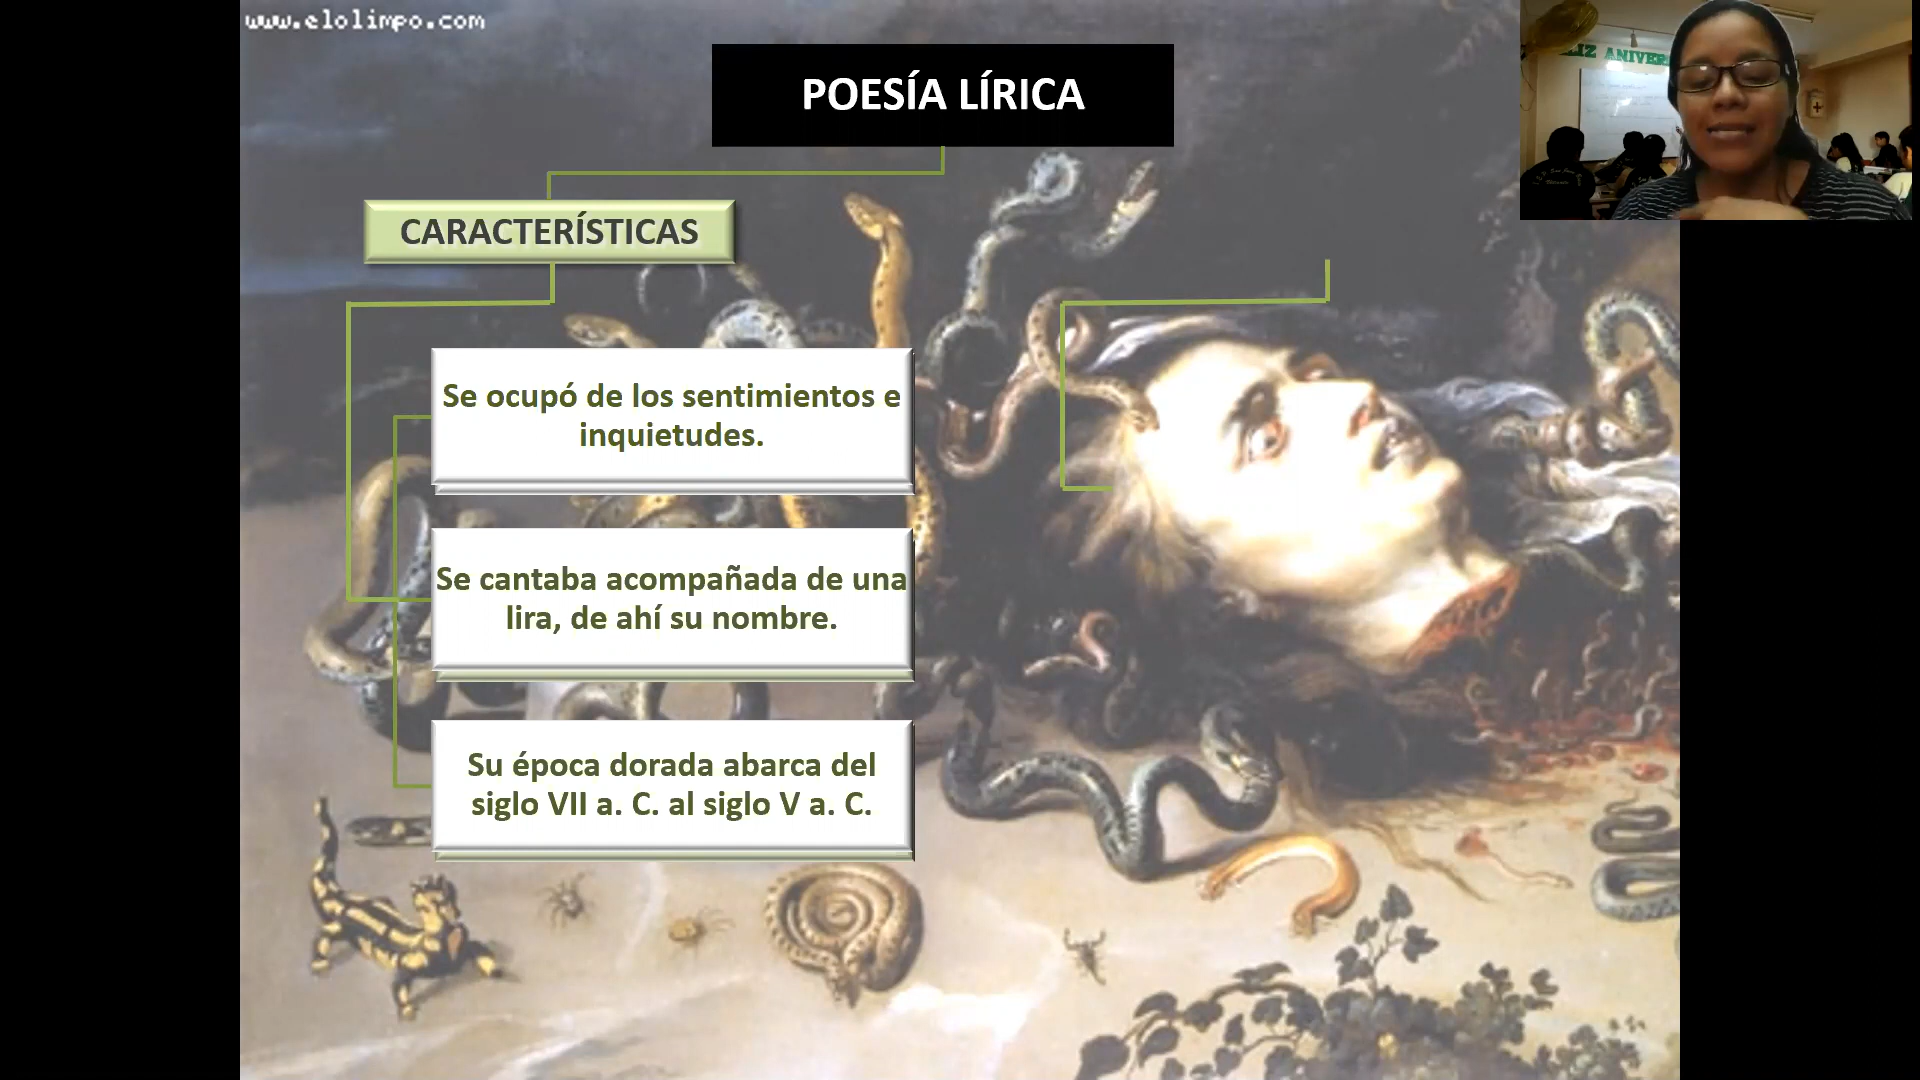 www.elolimpo.com
POESÍA LÍRICA
CARACTERÍSTICAS
Se ocupó de los sentimientos e
inquietudes.
Se cantaba acompañada de una
lira, de ahí su nombre.
Su época dorada abarca del
siglo VII a. C. al siglo V a. C.